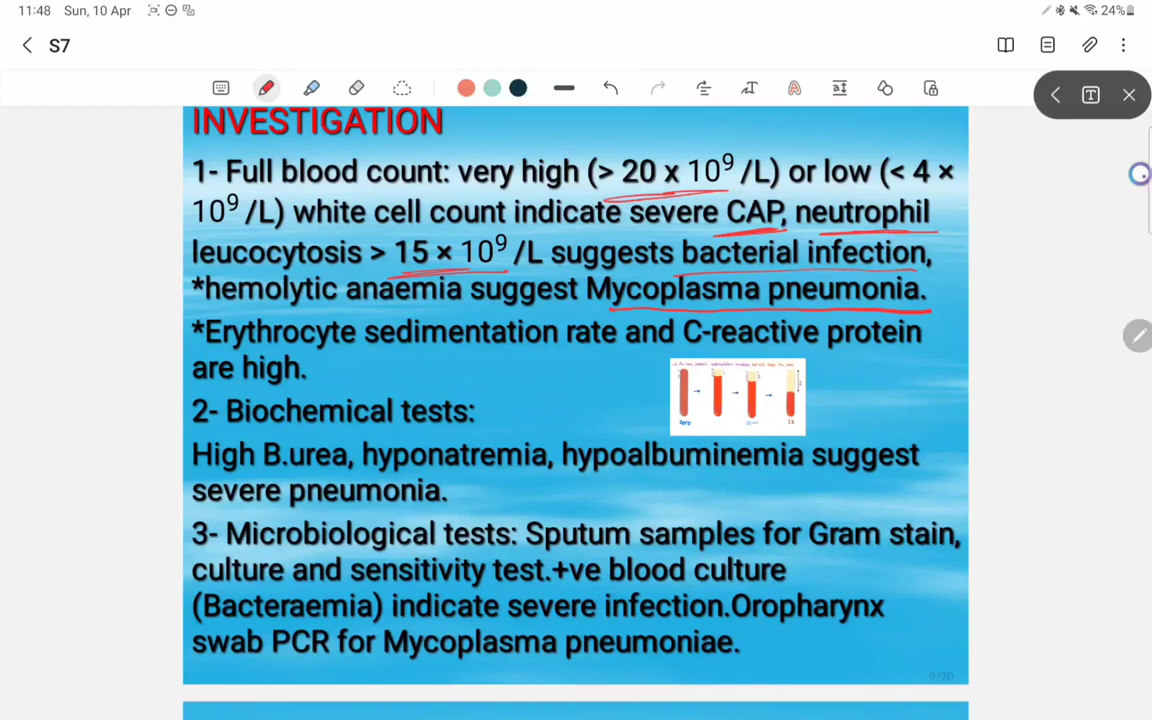 11:48 Sun, 10 Apr
24%
S7
INVESTIGATION
1- Full blood count: very high (> 20 x 10⁹ /L) or low (< 4 ×
10⁹ /L) white cell count indicate severe CAP, neutrophil
leucocytosis > 15 × 10⁹ /L suggests bacterial infection,
*hemolytic anaemia suggest Mycoplasma pneumonia.
*Erythrocyte sedimentation rate and C-reactive protein
are high.
2- Biochemical tests:
High B.urea, hyponatremia, hypoalbuminemia suggest
severe pneumonia.
3- Microbiological tests: Sputum samples for Gram stain,
culture and sensitivity test.+ve blood culture
(Bacteraemia) indicate severe infection.Oropharynx
swab PCR for Mycoplasma pneumoniae.
9/20